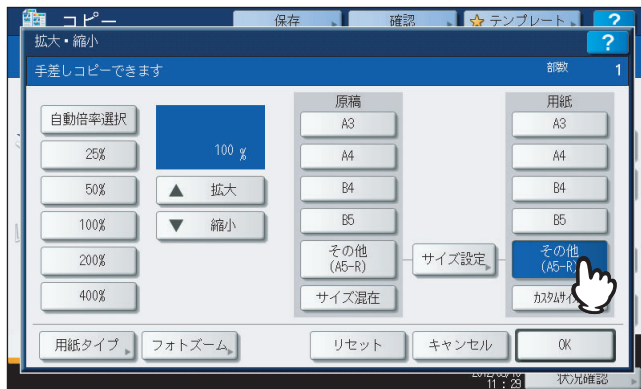 コピー
保存
確認
テンプレート
?
拡大・縮小
?
手差しコピーできます
部数 1
自動倍率選択
25%
50%
100%
200%
400%
100 %
▲ 拡大
▼ 縮小
原稿
A3
A4
B4
B5
その他
(A5-R)
サイズ混在
サイズ設定
用紙
A3
A4
B4
B5
その他
(A5-R)
用紙タイプ
フォトズーム
リセット
キャンセル
OK
11 : 29
状況確認